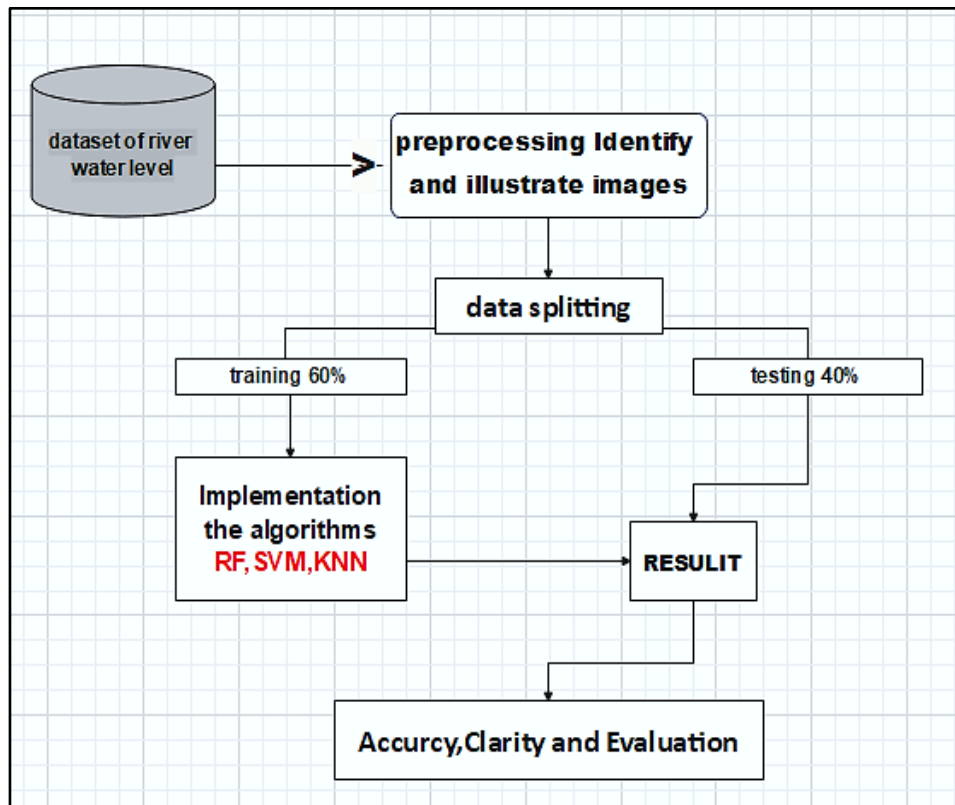 dataset of river
water level
>
preprocessing Identify
and illustrate images
data splitting
training 60%
testing 40%
Implementation
the algorithms
RF, SVM,KNN
RESULIT
Accurcy,Clarity and Evaluation